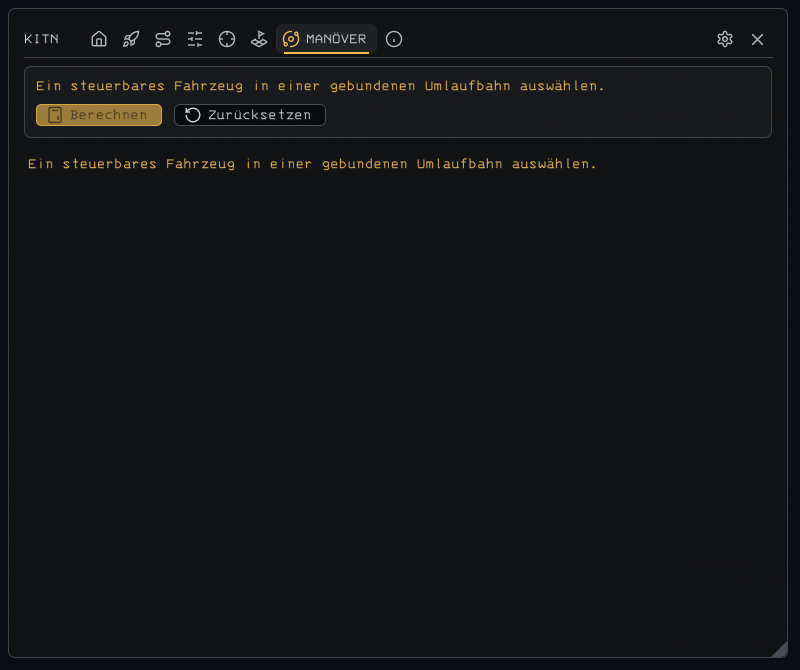 KITN MANÖVER
Ein steuerbares Fahrzeug in einer gebundenen Umlaufbahn auswählen.
Berechnen Zurücksetzen
Ein steuerbares Fahrzeug in einer gebundenen Umlaufbahn auswählen.